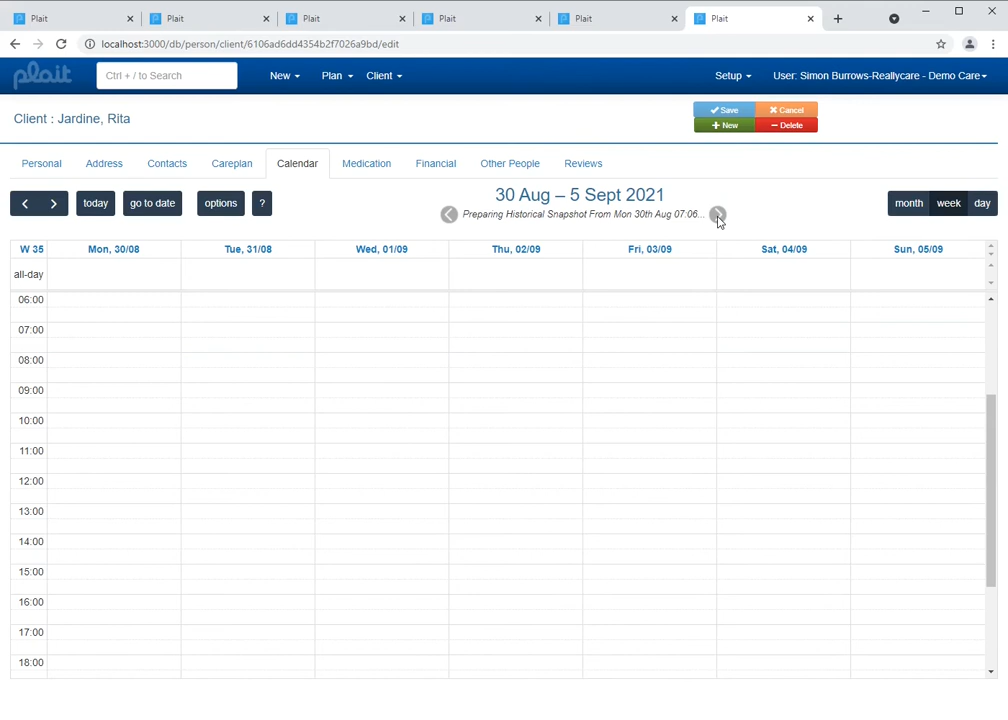 Plait Plait Plait Plait Plait Plait
localhost:3000/db/person/client/6106ad6dd4354b2f7026a9bd/edit
plait Ctrl + / to Search New Plan Client Setup User: Simon Burrows-Reallycare - Demo Care
Client : Jardine, Rita
Save Cancel
New Delete
Personal Address Contacts Careplan Calendar Medication Financial Other People Reviews
today go to date options ? 30 Aug – 5 Sept 2021 month week day
Preparing Historical Snapshot From Mon 30th Aug 07:06...
W 35 Mon, 30/08 Tue, 31/08 Wed, 01/09 Thu, 02/09 Fri, 03/09 Sat, 04/09 Sun, 05/09
all-day
06:00
07:00
08:00
09:00
10:00
11:00
12:00
13:00
14:00
15:00
16:00
17:00
18:00